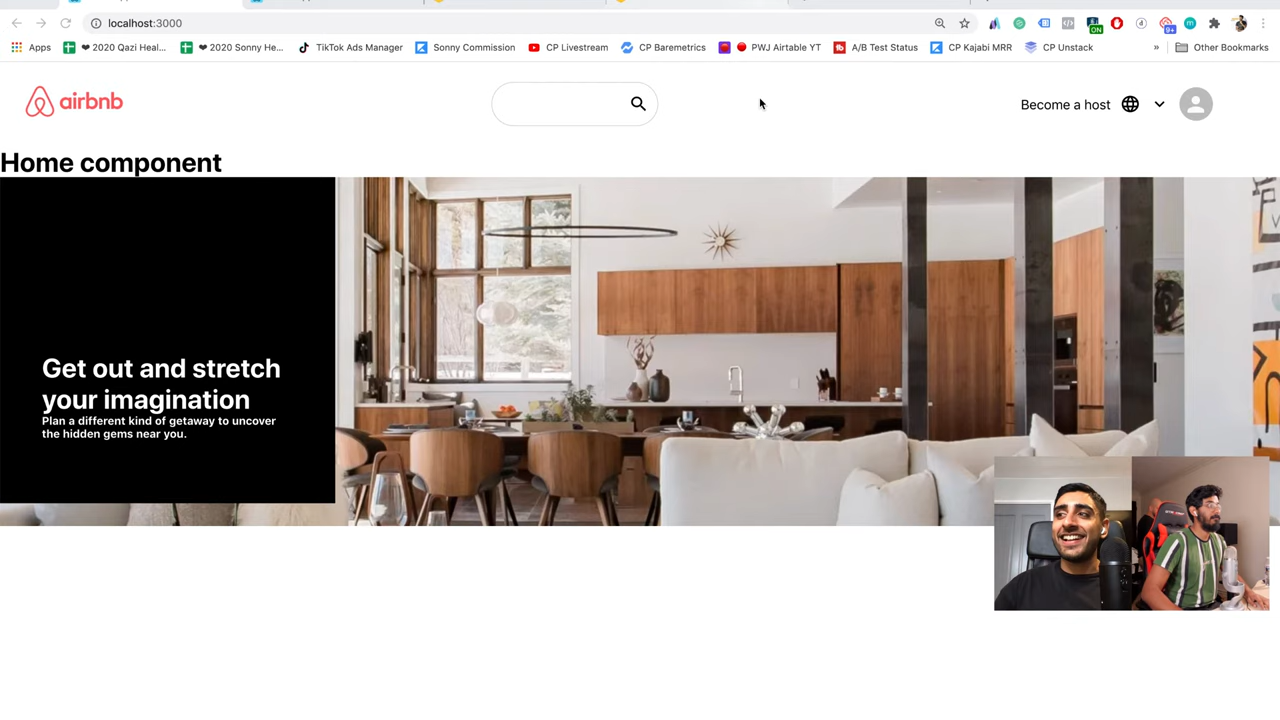 localhost:3000
Apps ❤ 2020 Qazi Heal... ❤ 2020 Sonny He... TikTok Ads Manager Sonny Commission CP Livestream CP Baremetrics PWJ Airtable YT A/B Test Status CP Kajabi MRR CP Unstack » Other Bookmarks
ON
9+
airbnb
Become a host
Home component
Get out and stretch
your imagination
Plan a different kind of getaway to uncover
the hidden gems near you.